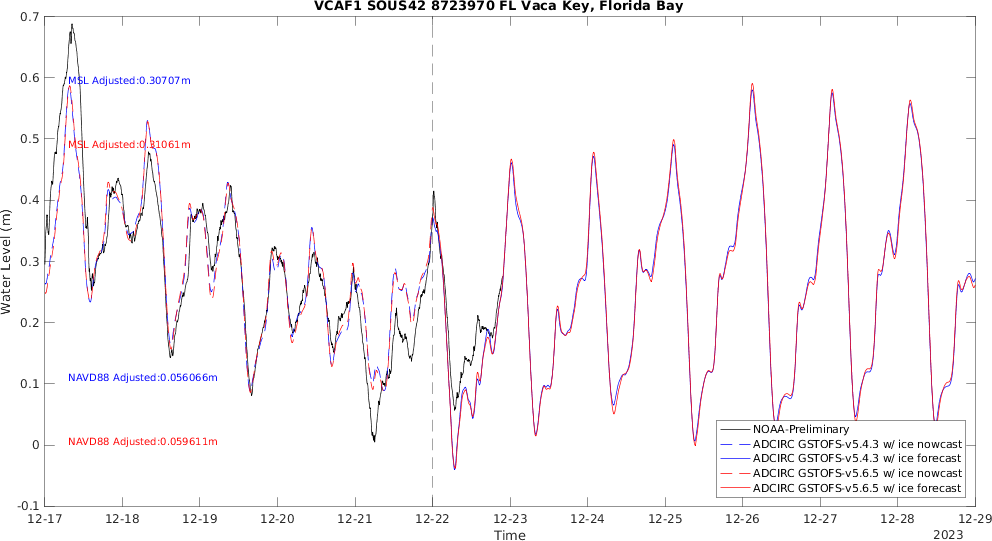 VCAF1 SOUS42 8723970 FL Vaca Key, Florida Bay
0.7
0.6
0.5
0.4
0.3
0.2
0.1
0
-0.1
Water Level (m)
MSL Adjusted:0.30707m
MSL Adjusted:0.31061m
NAVD88 Adjusted:0.056066m
NAVD88 Adjusted:0.059611m
NOAA-Preliminary
ADCIRC GSTOFS-v5.4.3 w/ ice nowcast
ADCIRC GSTOFS-v5.4.3 w/ ice forecast
ADCIRC GSTOFS-v5.6.5 w/ ice nowcast
ADCIRC GSTOFS-v5.6.5 w/ ice forecast
12-17 12-18 12-19 12-20 12-21 12-22 12-23 12-24 12-25 12-26 12-27 12-28 12-29
Time
2023